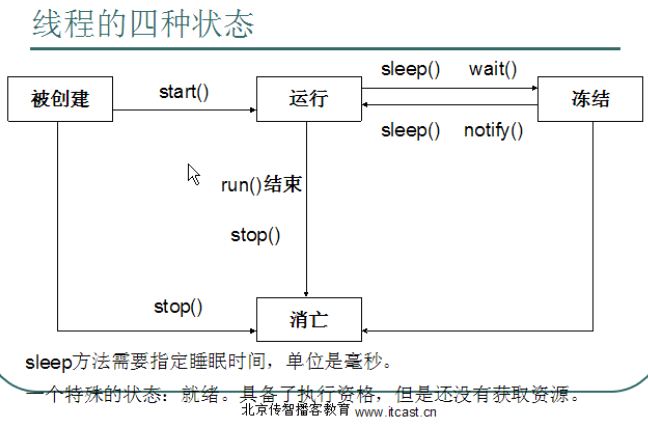 线程的四种状态
sleep() wait()
被创建 start() 运行 冻结
sleep() notify()
run()结束
stop()
stop() 消亡
sleep方法需要指定睡眠时间，单位是毫秒。
一个特殊的状态：就绪。具备了执行资格，但是还没有获取资源。
北京传智播客教育 www.itcast.cn